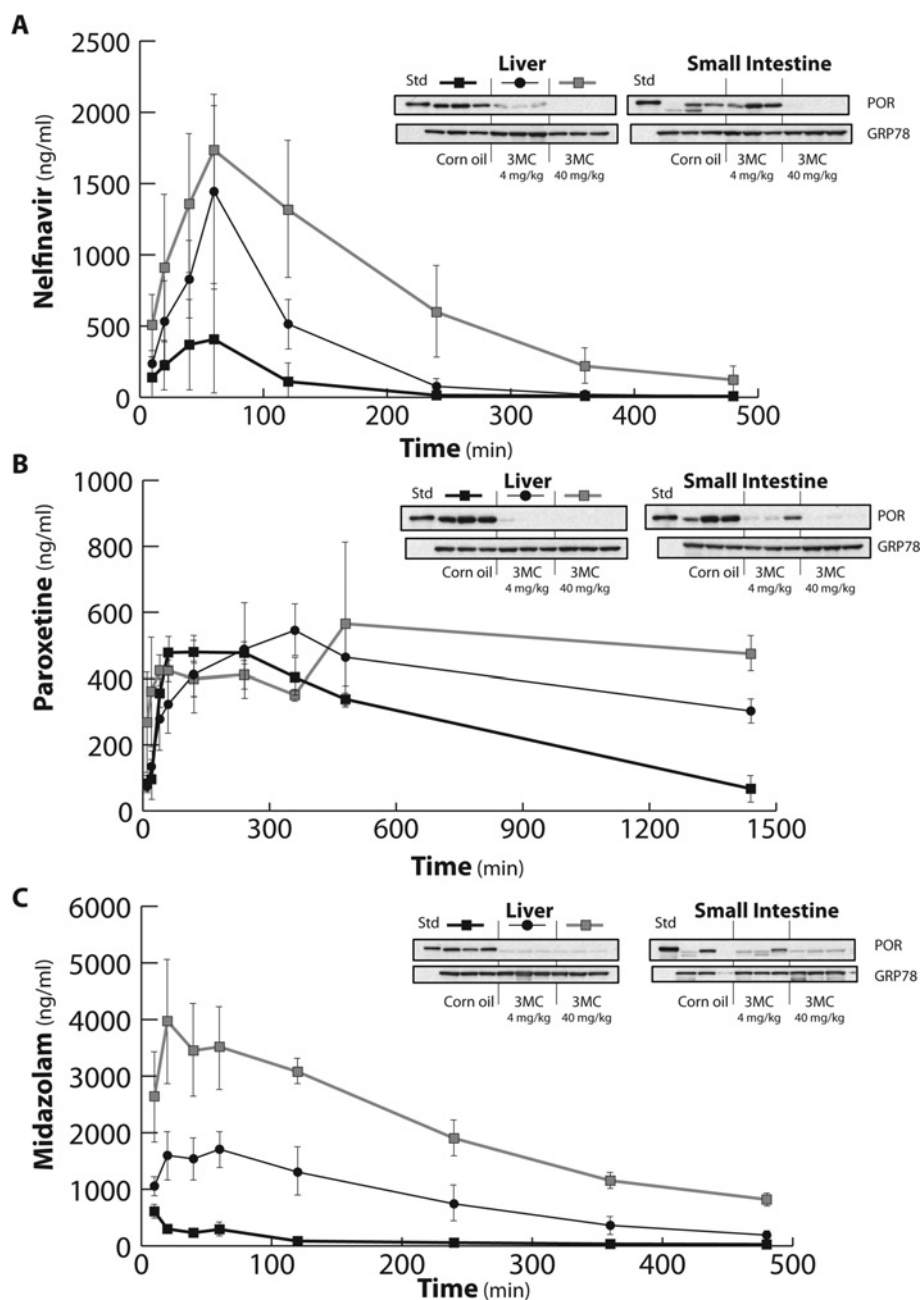 A
2500
2000
1500
1000
500
0
Nelfinavir (ng/ml)
0 100 200 300 400 500
Time (min)
Liver
Small Intestine
Std
Std
POR
GRP78
Corn oil
3MC
4 mg/kg
3MC
40 mg/kg
Corn oil
3MC
4 mg/kg
3MC
40 mg/kg
B
1000
800
600
400
200
0
Paroxetine (ng/ml)
0 300 600 900 1200 1500
Time (min)
Liver
Small Intestine
Std
Std
POR
GRP78
Corn oil
3MC
4 mg/kg
3MC
40 mg/kg
Corn oil
3MC
4 mg/kg
3MC
40 mg/kg
C
6000
5000
4000
3000
2000
1000
0
Midazolam (ng/ml)
0 100 200 300 400 500
Time (min)
Liver
Small Intestine
Std
Std
POR
GRP78
Corn oil
3MC
4 mg/kg
3MC
40 mg/kg
Corn oil
3MC
4 mg/kg
3MC
40 mg/kg